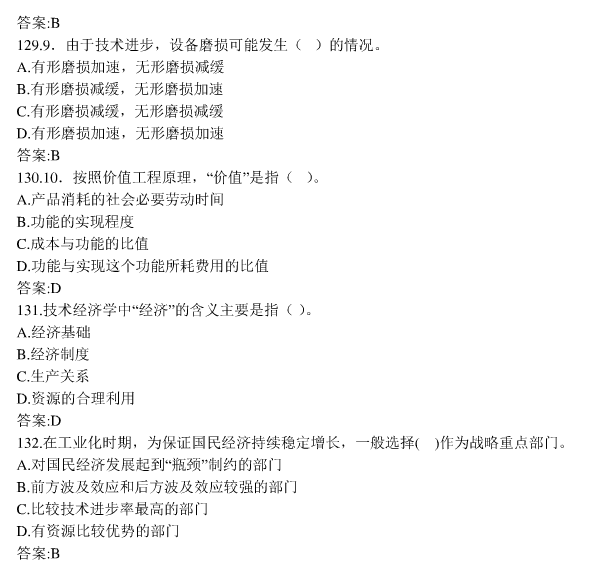 答案:B
129.9．由于技术进步，设备磨损可能发生（　）的情况。
A.有形磨损加速，无形磨损减缓
B.有形磨损减缓，无形磨损加速
C.有形磨损减缓，无形磨损减缓
D.有形磨损加速，无形磨损加速
答案:B
130.10．按照价值工程原理，“价值”是指（　）。
A.产品消耗的社会必要劳动时间
B.功能的实现程度
C.成本与功能的比值
D.功能与实现这个功能所耗费用的比值
答案:D
131.技术经济学中“经济”的含义主要是指（ ）。
A.经济基础
B.经济制度
C.生产关系
D.资源的合理利用
答案:D
132.在工业化时期，为保证国民经济持续稳定增长，一般选择(　)作为战略重点部门。
A.对国民经济发展起到“瓶颈”制约的部门
B.前方波及效应和后方波及效应较强的部门
C.比较技术进步率最高的部门
D.有资源比较优势的部门
答案:B